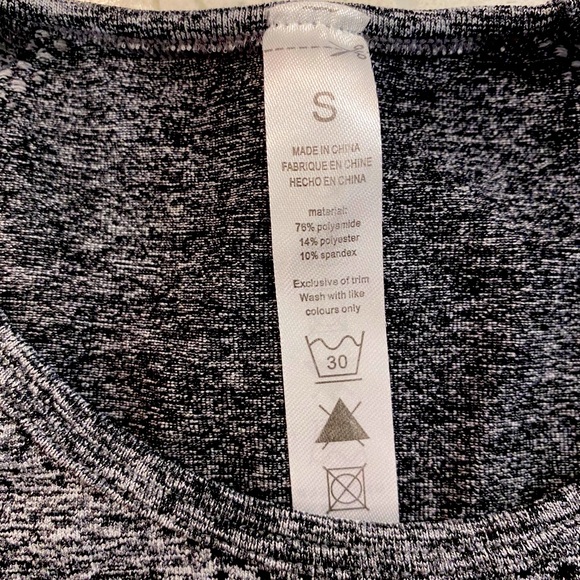 S
MADE IN CHINA
FABRIQUE EN CHINE
HECHO EN CHINA
material:
76% polyamide
14% polyester
10% spandex
Exclusive of trim
Wash with like
colours only
30